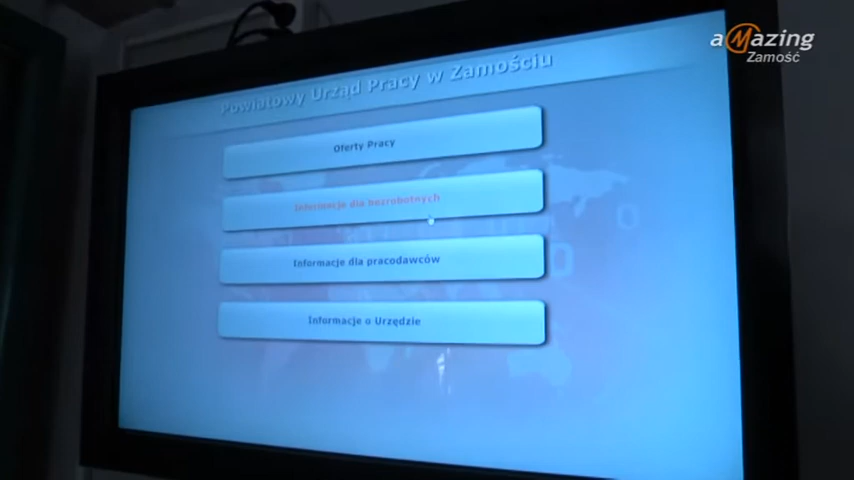 aMazing
Zamość
Powiatowy Urząd Pracy w Zamościu
Oferty Pracy
Informacje dla bezrobotnych
Informacje dla pracodawców
Informacje o Urzędzie